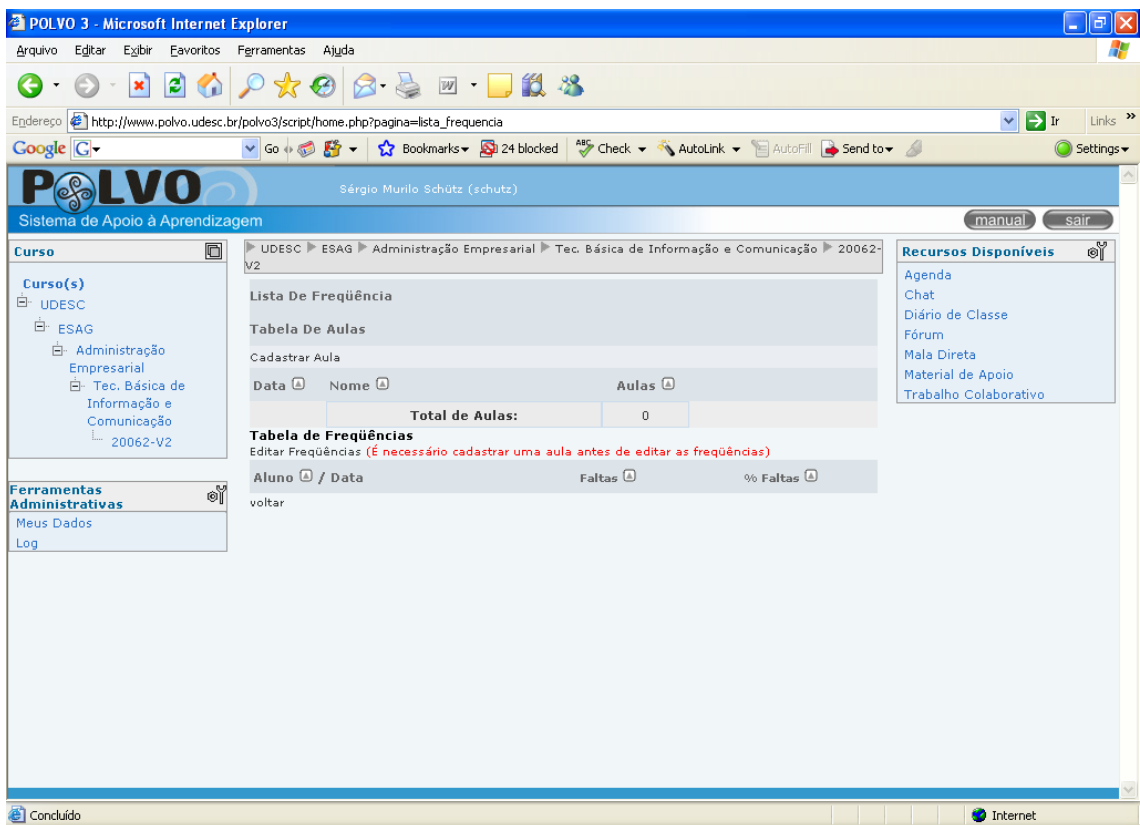 POLVO 3 - Microsoft Internet Explorer
Arquivo Editar Exibir Favoritos Ferramentas Ajuda
Endereço http://www.polvo.udesc.br/polvo3/script/home.php?pagina=lista_frequencia Ir Links »
Google G Go Bookmarks 24 blocked ABC Check AutoLink AutoFill Send to Settings
POLVO Sérgio Murilo Schütz (schutz)
Sistema de Apoio à Aprendizagem manual sair
Curso
Curso(s)
UDESC
ESAG
Administração
Empresarial
Tec. Básica de
Informação e
Comunicação
20062-V2
Ferramentas
Administrativas
Meus Dados
Log
UDESC ESAG Administração Empresarial Tec. Básica de Informação e Comunicação 20062-
V2
Lista De Freqüência
Tabela De Aulas
Cadastrar Aula
Data Nome Aulas
Total de Aulas: 0
Tabela de Freqüências
Editar Freqüências (É necessário cadastrar uma aula antes de editar as freqüências)
Aluno / Data Faltas % Faltas
voltar
Recursos Disponíveis
Agenda
Chat
Diário de Classe
Fórum
Mala Direta
Material de Apoio
Trabalho Colaborativo
Concluído Internet